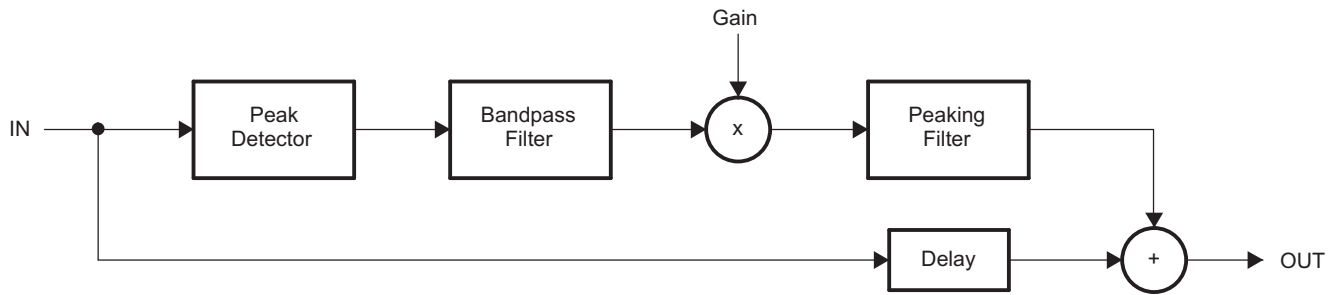 Gain
IN
Peak
Detector
Bandpass
Filter
x
Peaking
Filter
Delay
+
OUT